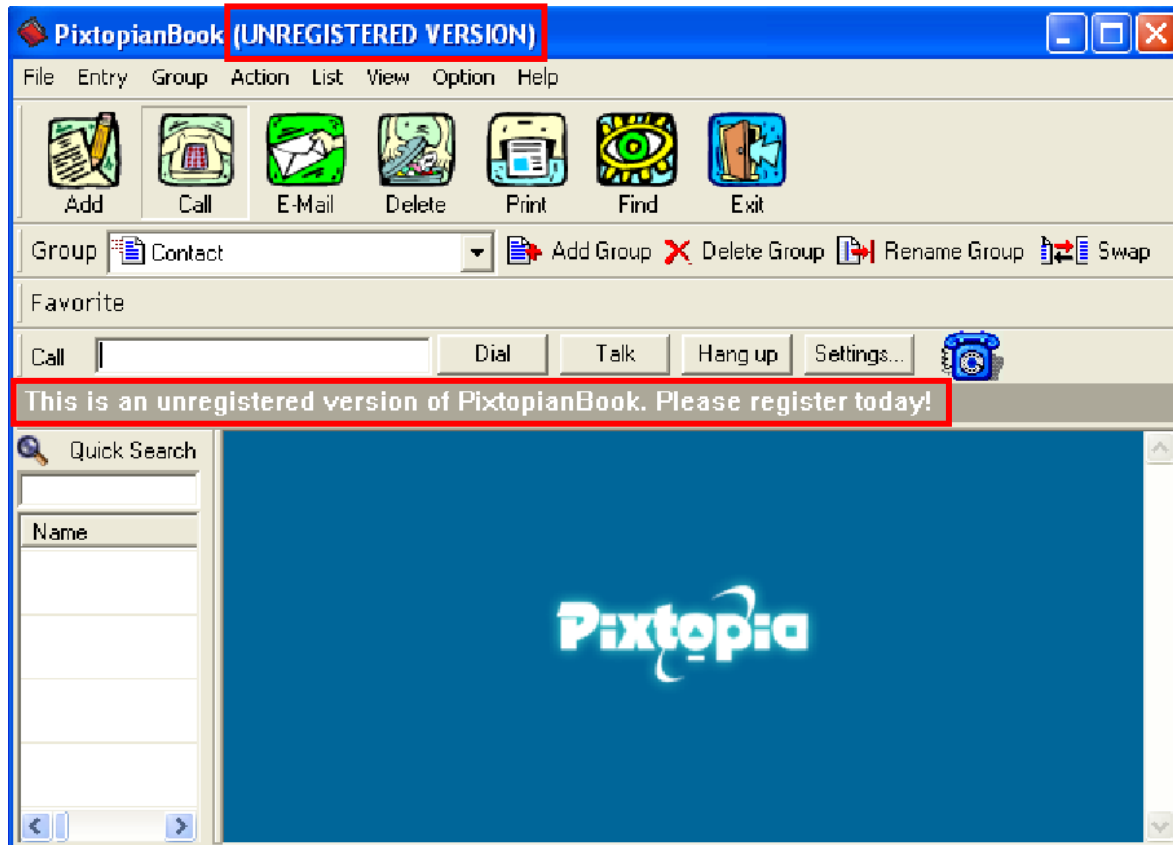 PixtopianBook (UNREGISTERED VERSION)
File Entry Group Action List View Option Help
Add Call E-Mail Delete Print Find Exit
Group Contact Add Group Delete Group Rename Group Swap
Favorite
Call Dial Talk Hang up Settings...
This is an unregistered version of PixtopianBook. Please register today!
Quick Search
Name
Pixtopia